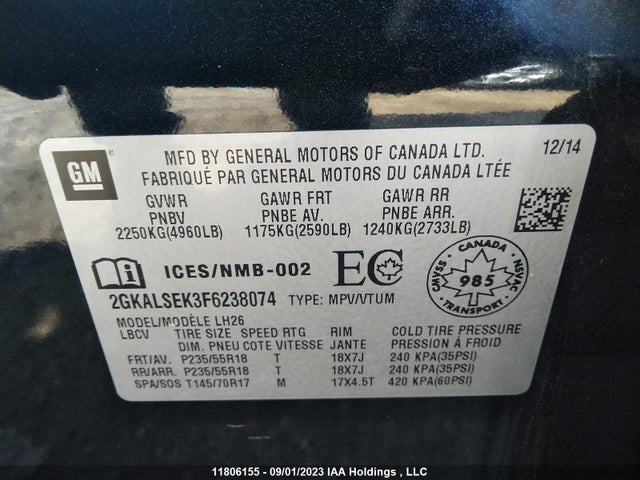 GM
MFD BY GENERAL MOTORS OF CANADA LTD. 12/14
FABRIQUÉ PAR GENERAL MOTORS DU CANADA LTÉE
GVWR GAWR FRT GAWR RR
PNBV PNBE AV. PNBE ARR.
2250KG(4960LB) 1175KG(2590LB) 1240KG(2733LB)
ICES/NMB-002 EC
CANADA CMVSS 985 NSVAC TRANSPORT
2GKALSEK3F6238074 TYPE: MPV/VTUM
MODEL/MODÈLE LH26
LBCV TIRE SIZE SPEED RTG RIM COLD TIRE PRESSURE
DIM. PNEU COTE VITESSE JANTE PRESSION À FROID
FRT/AV. P235/55R18 T 18X7J 240 KPA(35PSI)
RR/ARR. P235/55R18 T 18X7J 240 KPA(35PSI)
SPA/SOS T145/70R17 M 17X4.5T 420 KPA(60PSI)
11806155 - 09/01/2023 IAA Holdings , LLC